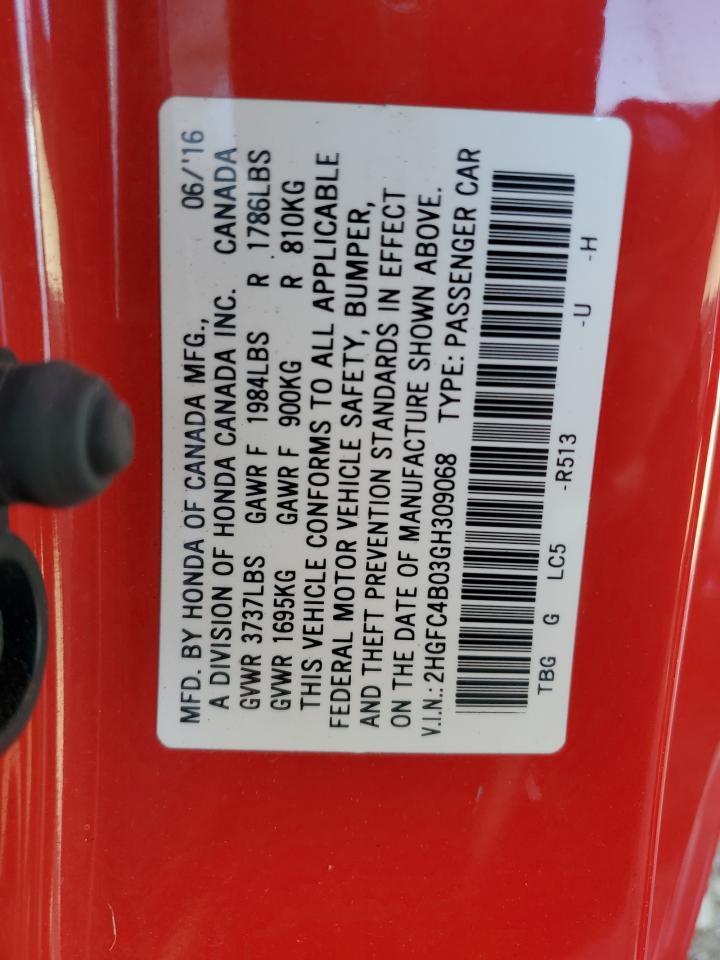 MFD. BY HONDA OF CANADA MFG., 06/'16
A DIVISION OF HONDA CANADA INC. CANADA
GVWR 3737LBS GAWR F 1984LBS R 1786LBS
GVWR 1695KG GAWR F 900KG R 810KG
THIS VEHICLE CONFORMS TO ALL APPLICABLE
FEDERAL MOTOR VEHICLE SAFETY, BUMPER,
AND THEFT PREVENTION STANDARDS IN EFFECT
ON THE DATE OF MANUFACTURE SHOWN ABOVE.
V.I.N.: 2HGFC4B03GH309068 TYPE: PASSENGER CAR
TBG G LC5 -R513 -U -H